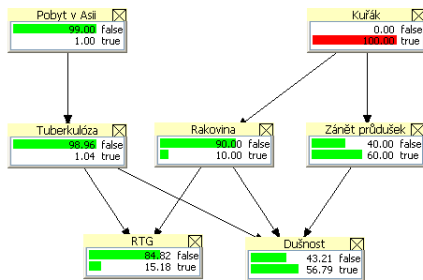 Pobyt v Asii
99.00 false
1.00 true
Kuřák
0.00 false
100.00 true
Tuberkulóza
98.96 false
1.04 true
Rakovina
90.00 false
10.00 true
Zánět průdušek
40.00 false
60.00 true
RTG
84.82 false
15.18 true
Dušnost
43.21 false
56.79 true